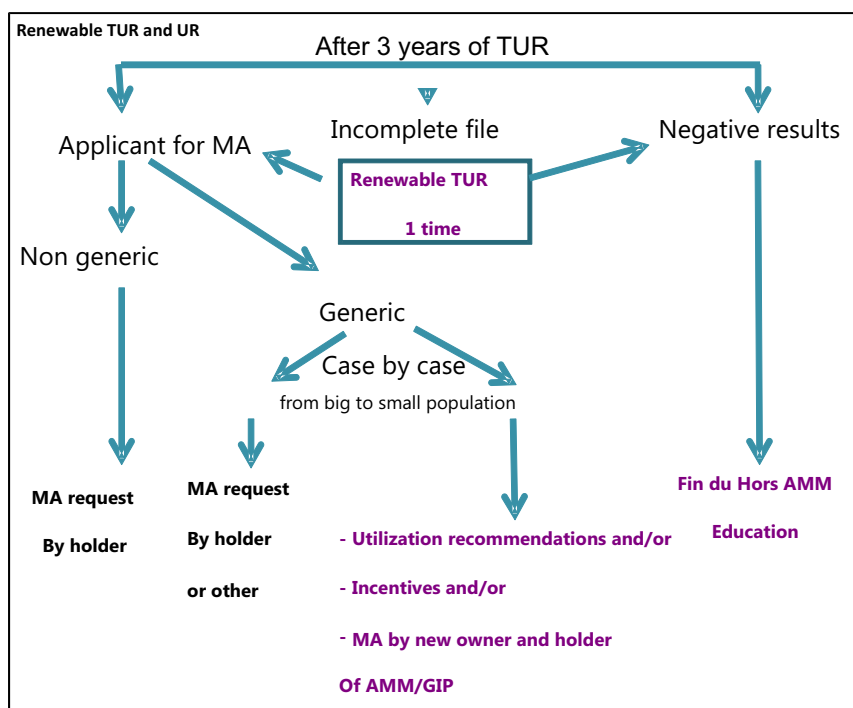 Renewable TUR and UR
After 3 years of TUR
Applicant for MA
Incomplete file
Negative results
Renewable TUR
1 time
Non generic
Generic
Case by case
from big to small population
MA request
By holder
MA request
By holder
or other
- Utilization recommendations and/or
- Incentives and/or
- MA by new owner and holder
Of AMM/GIP
Fin du Hors AMM
Education